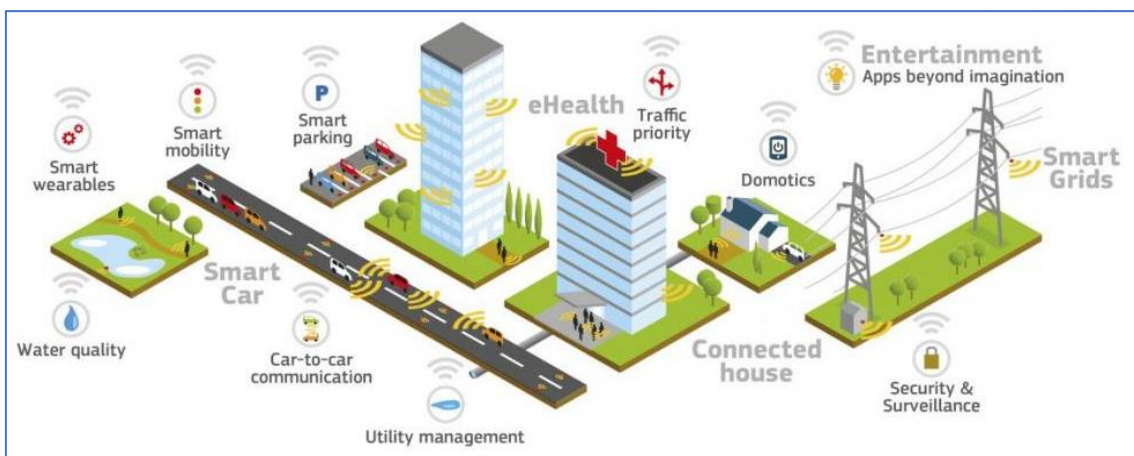 Entertainment
Apps beyond imagination
eHealth
Traffic
priority
Smart
parking
Smart
mobility
Smart
wearables
Domotics
Smart
Grids
Smart
Car
Water quality
Car-to-car
communication
Connected
house
Security &
Surveillance
Utility management
P